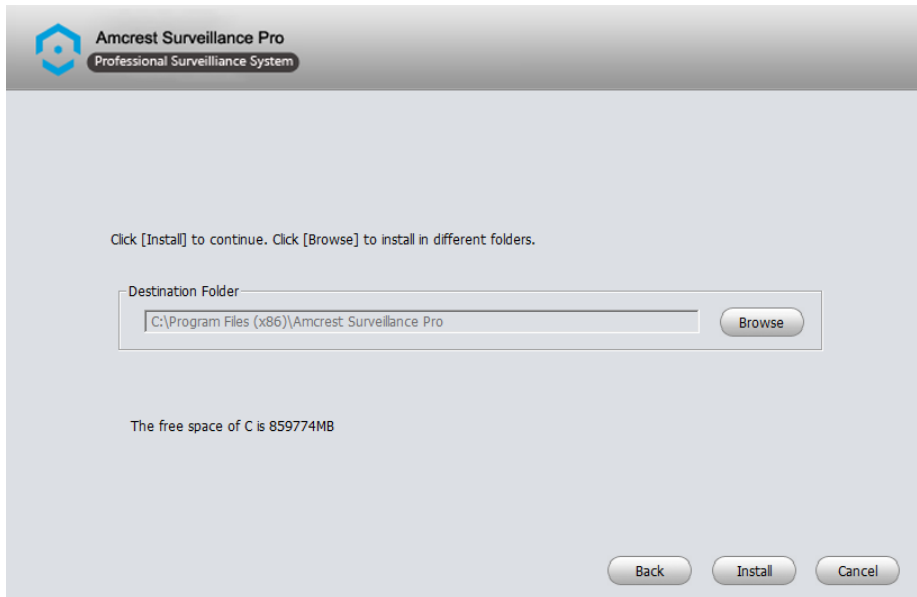 Amcrest Surveillance Pro
Professional Surveilliance System
Click [Install] to continue. Click [Browse] to install in different folders.
Destination Folder
C:\Program Files (x86)\Amcrest Surveillance Pro
Browse
The free space of C is 859774MB
Back Install Cancel